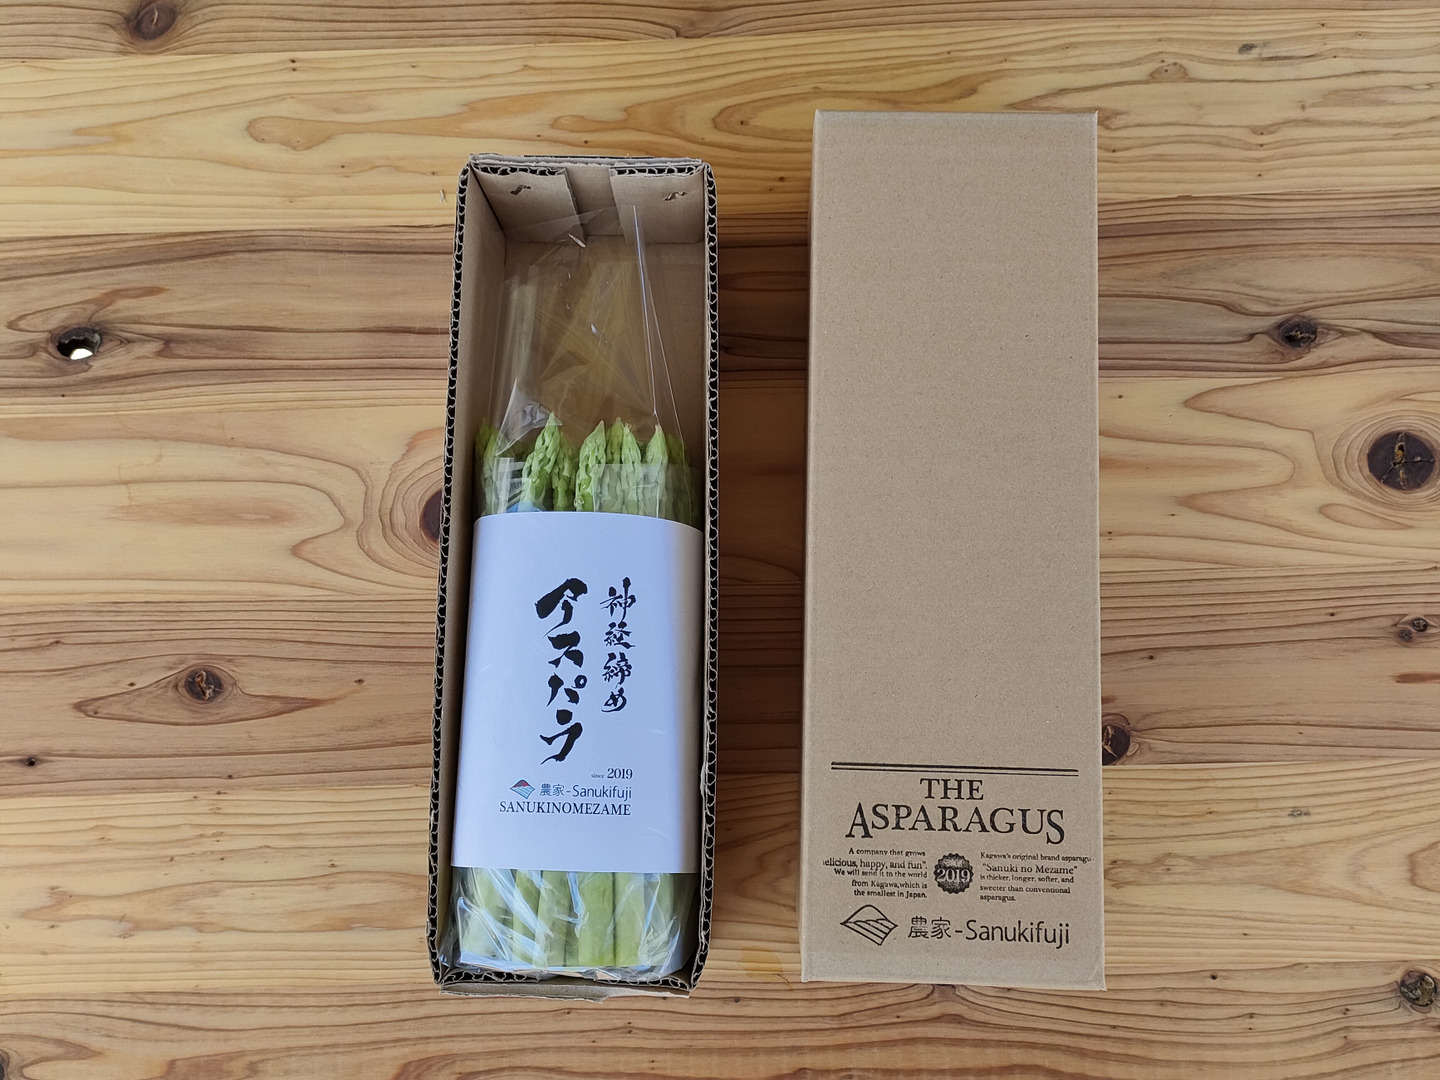 神経締め
アスパラ
since 2019
農家-Sanukifuji
SANUKINOMEZAME
THE
ASPARAGUS
A company that grows
elicious, happy, and fun".
We will send it to the world
from Kagawa,which is
the smallest in Japan.
2019
Kagawa's original brand asparagu
"Sanuki no Mezame"
is thicker, longer, softer, and
sweeter than conventional
asparagus.
農家-Sanukifuji